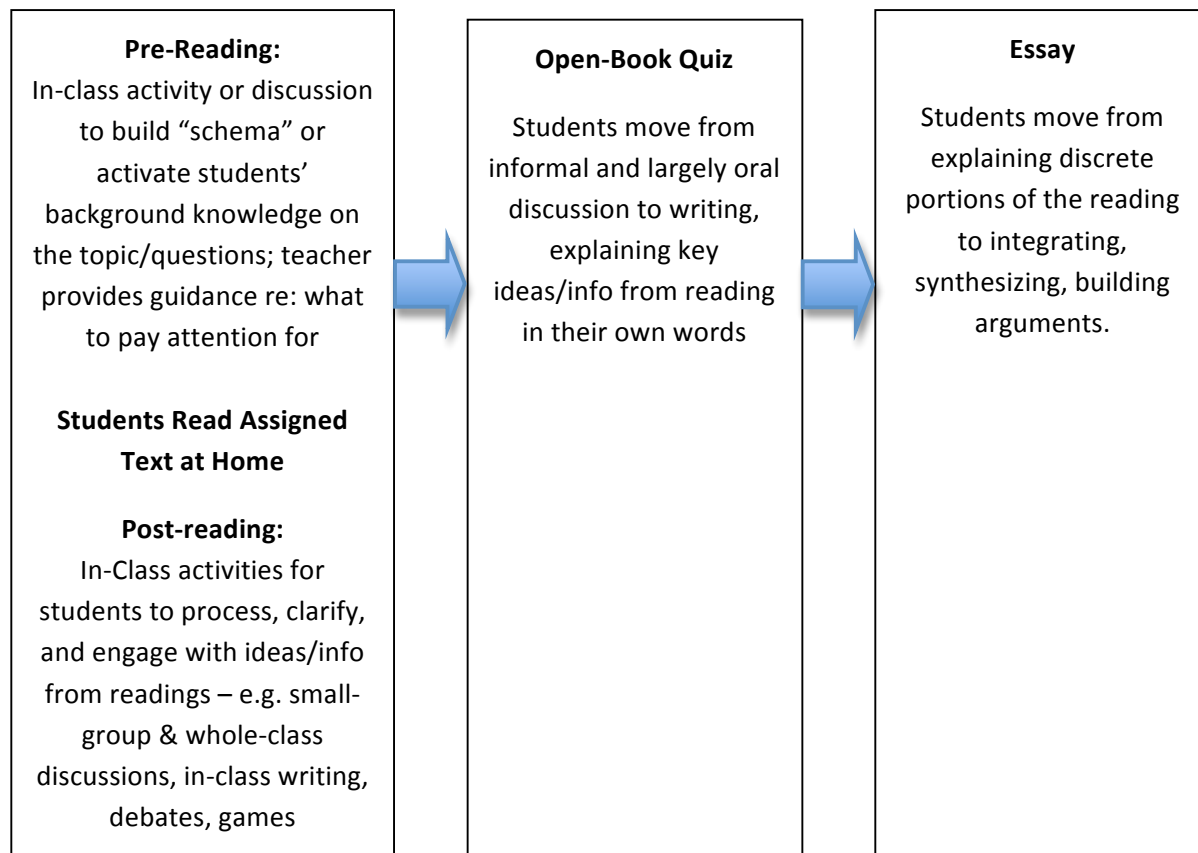 Pre-Reading:
In-class activity or discussion
to build “schema” or
activate students’
background knowledge on
the topic/questions; teacher
provides guidance re: what
to pay attention for
Students Read Assigned
Text at Home
Post-reading:
In-Class activities for
students to process, clarify,
and engage with ideas/info
from readings – e.g. small-
group & whole-class
discussions, in-class writing,
debates, games
Open-Book Quiz
Students move from
informal and largely oral
discussion to writing,
explaining key
ideas/info from reading
in their own words
Essay
Students move from
explaining discrete
portions of the reading
to integrating,
synthesizing, building
arguments.